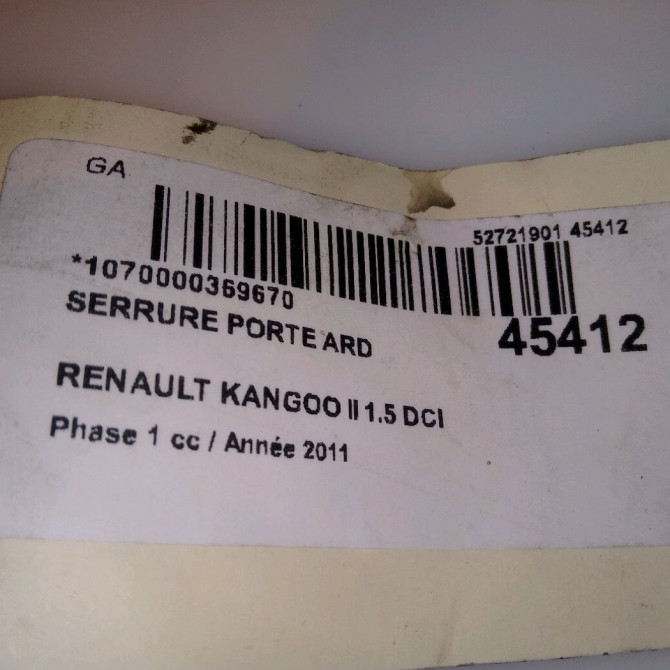 GA
52721901 45412
*1070000369670
45412
SERRURE PORTE ARD
RENAULT KANGOO II 1.5 DCI
Phase 1 cc / Année 2011